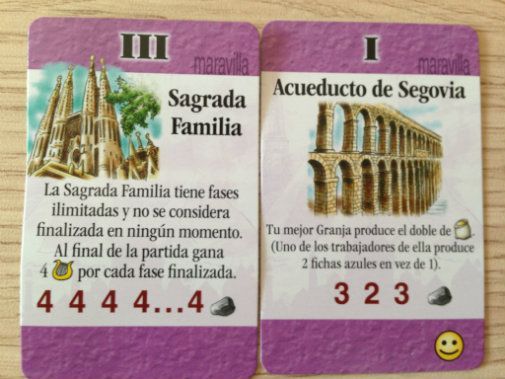 III
maravilla
Sagrada
Familia
La Sagrada Familia tiene fases
ilimitadas y no se considera
finalizada en ningún momento.
Al final de la partida gana
4 por cada fase finalizada.
4 4 4 4...4
I
maravilla
Acueducto de Segovia
Tu mejor Granja produce el doble de
(Uno de los trabajadores de ella produce
2 fichas azules en vez de 1).
3 2 3